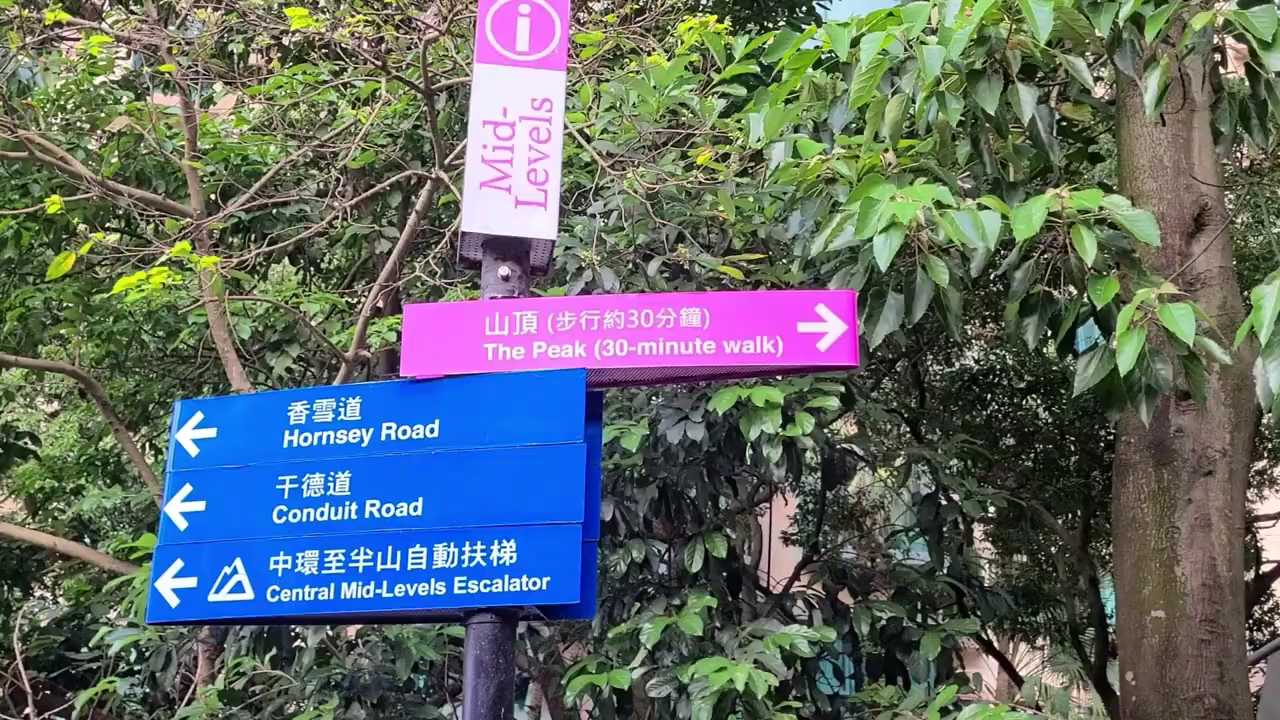 i
Mid-
Levels
山頂 (步行約30分鐘)
The Peak (30-minute walk)
香雪道
Hornsey Road
干德道
Conduit Road
中環至半山自動扶梯
Central Mid-Levels Escalator